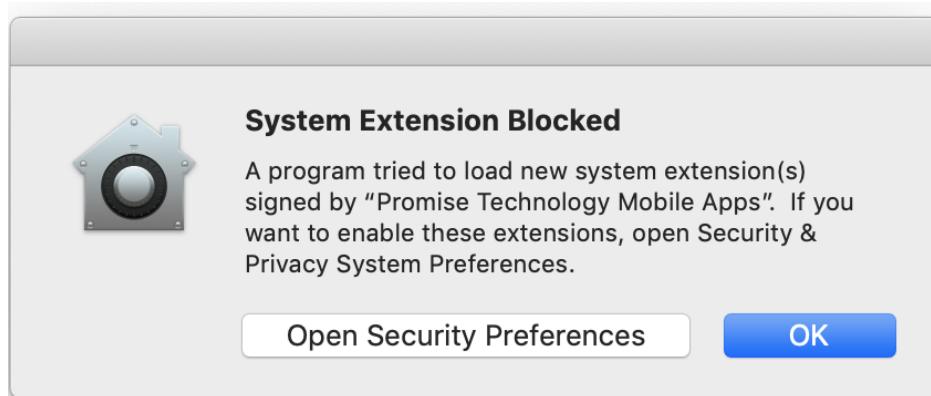 System Extension Blocked
A program tried to load new system extension(s)
signed by “Promise Technology Mobile Apps”.  If you
want to enable these extensions, open Security &
Privacy System Preferences.
Open Security Preferences
OK